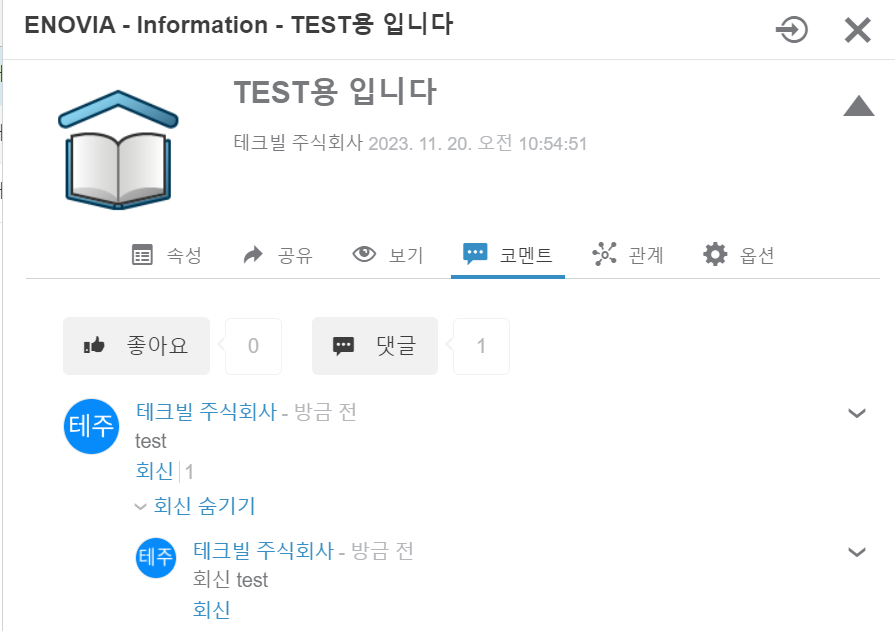 ENOVIA - Information - TEST용 입니다
TEST용 입니다
테크빌 주식회사 2023. 11. 20. 오전 10:54:51
속성 공유 보기 코멘트 관계 옵션
좋아요 0 댓글 1
테주 테크빌 주식회사 - 방금 전
test
회신 1
회신 숨기기
테주 테크빌 주식회사 - 방금 전
회신 test
회신